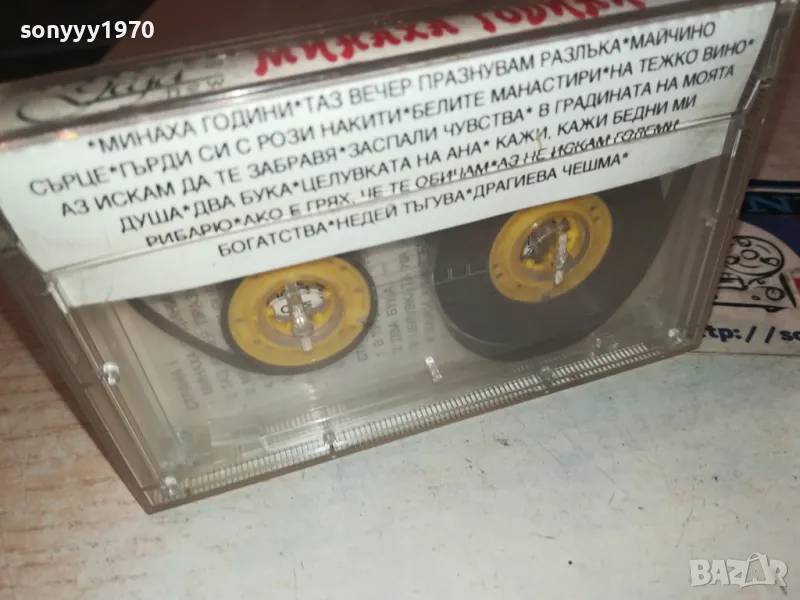 sonyyy1970
МИНАХА ГОДИНИ
*МИНАХА ГОДИНИ*ТАЗ ВЕЧЕР ПРАЗНУВАМ РАЗЛЪКА*МАЙЧИНО
СЪРЦЕ*ГЪРДИ СИ С РОЗИ НАКИТИ*БЕЛИТЕ МАНАСТИРИ*НА ТЕЖКО ВИНО*
АЗ ИСКАМ ДА ТЕ ЗАБРАВЯ*ЗАСПАЛИ ЧУВСТВА* В ГРАДИНАТА НА МОЯТА
ДУША*ДВА БУКА*ЦЕЛУВКАТА НА АНА* КАЖИ, КАЖИ БЕДНИ МИ
РИБАРЮ*АКО Е ГРЯХ, ЧЕ ТЕ ОБИЧАМ*АЗ НЕ ИСКАМ ГОЛЕМИ
БОГАТСТВА*НЕДЕЙ ТЪГУВА*ДРАГИЕВА ЧЕШМА*
BAZAR